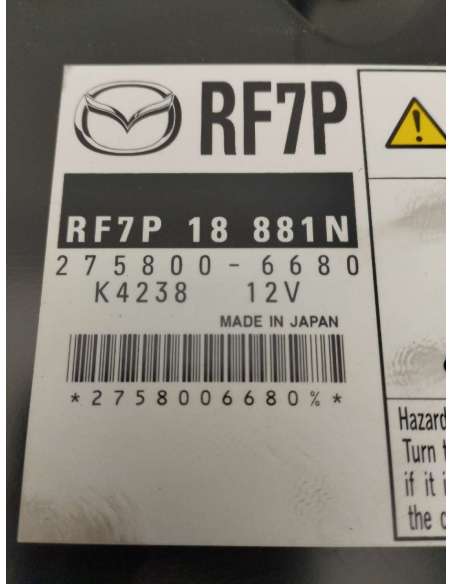 RF7P
RF7P 18 881N
275800-6680
K4238 12V
MADE IN JAPAN
*2758006680%*
Hazard
Turn
if it
the